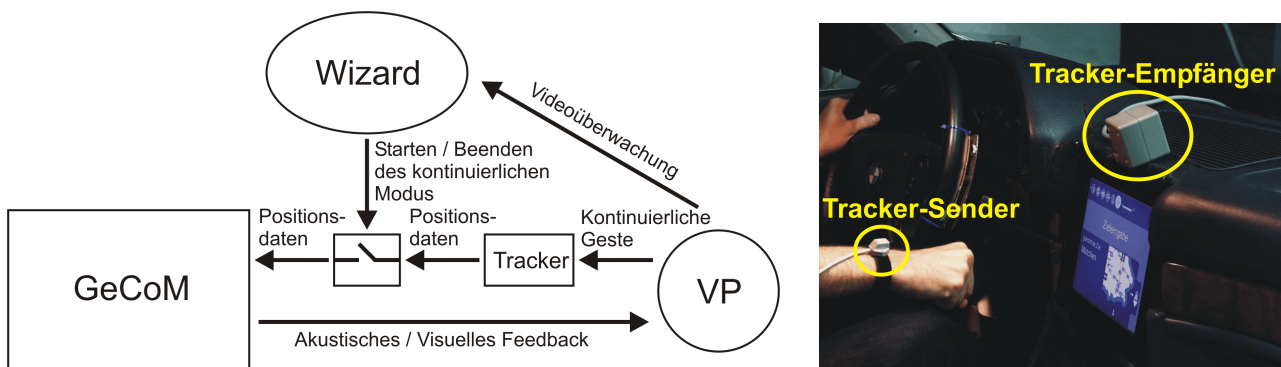 Wizard
Videoüberwachung
Starten / Beenden
des kontinuierlichen
Modus
Positions-
daten
Positions-
daten
Kontinuierliche
Geste
Tracker
GeCoM
VP
Akustisches / Visuelles Feedback
Tracker-Empfänger
Tracker-Sender
Zieleingabe